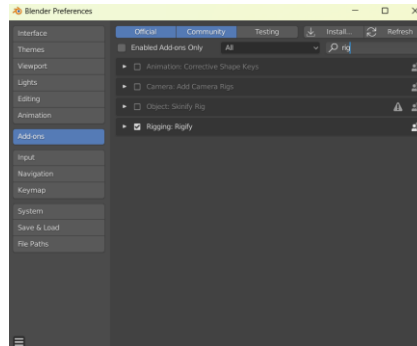 Blender Preferences
Interface
Themes
Viewport
Lights
Editing
Animation
Add-ons
Input
Navigation
Keymap
System
Save & Load
File Paths
Official Community Testing Install... Refresh
Enabled Add-ons Only All rig
Animation: Corrective Shape Keys
Camera: Add Camera Rigs
Object: Skinify Rig
Rigging: Rigify